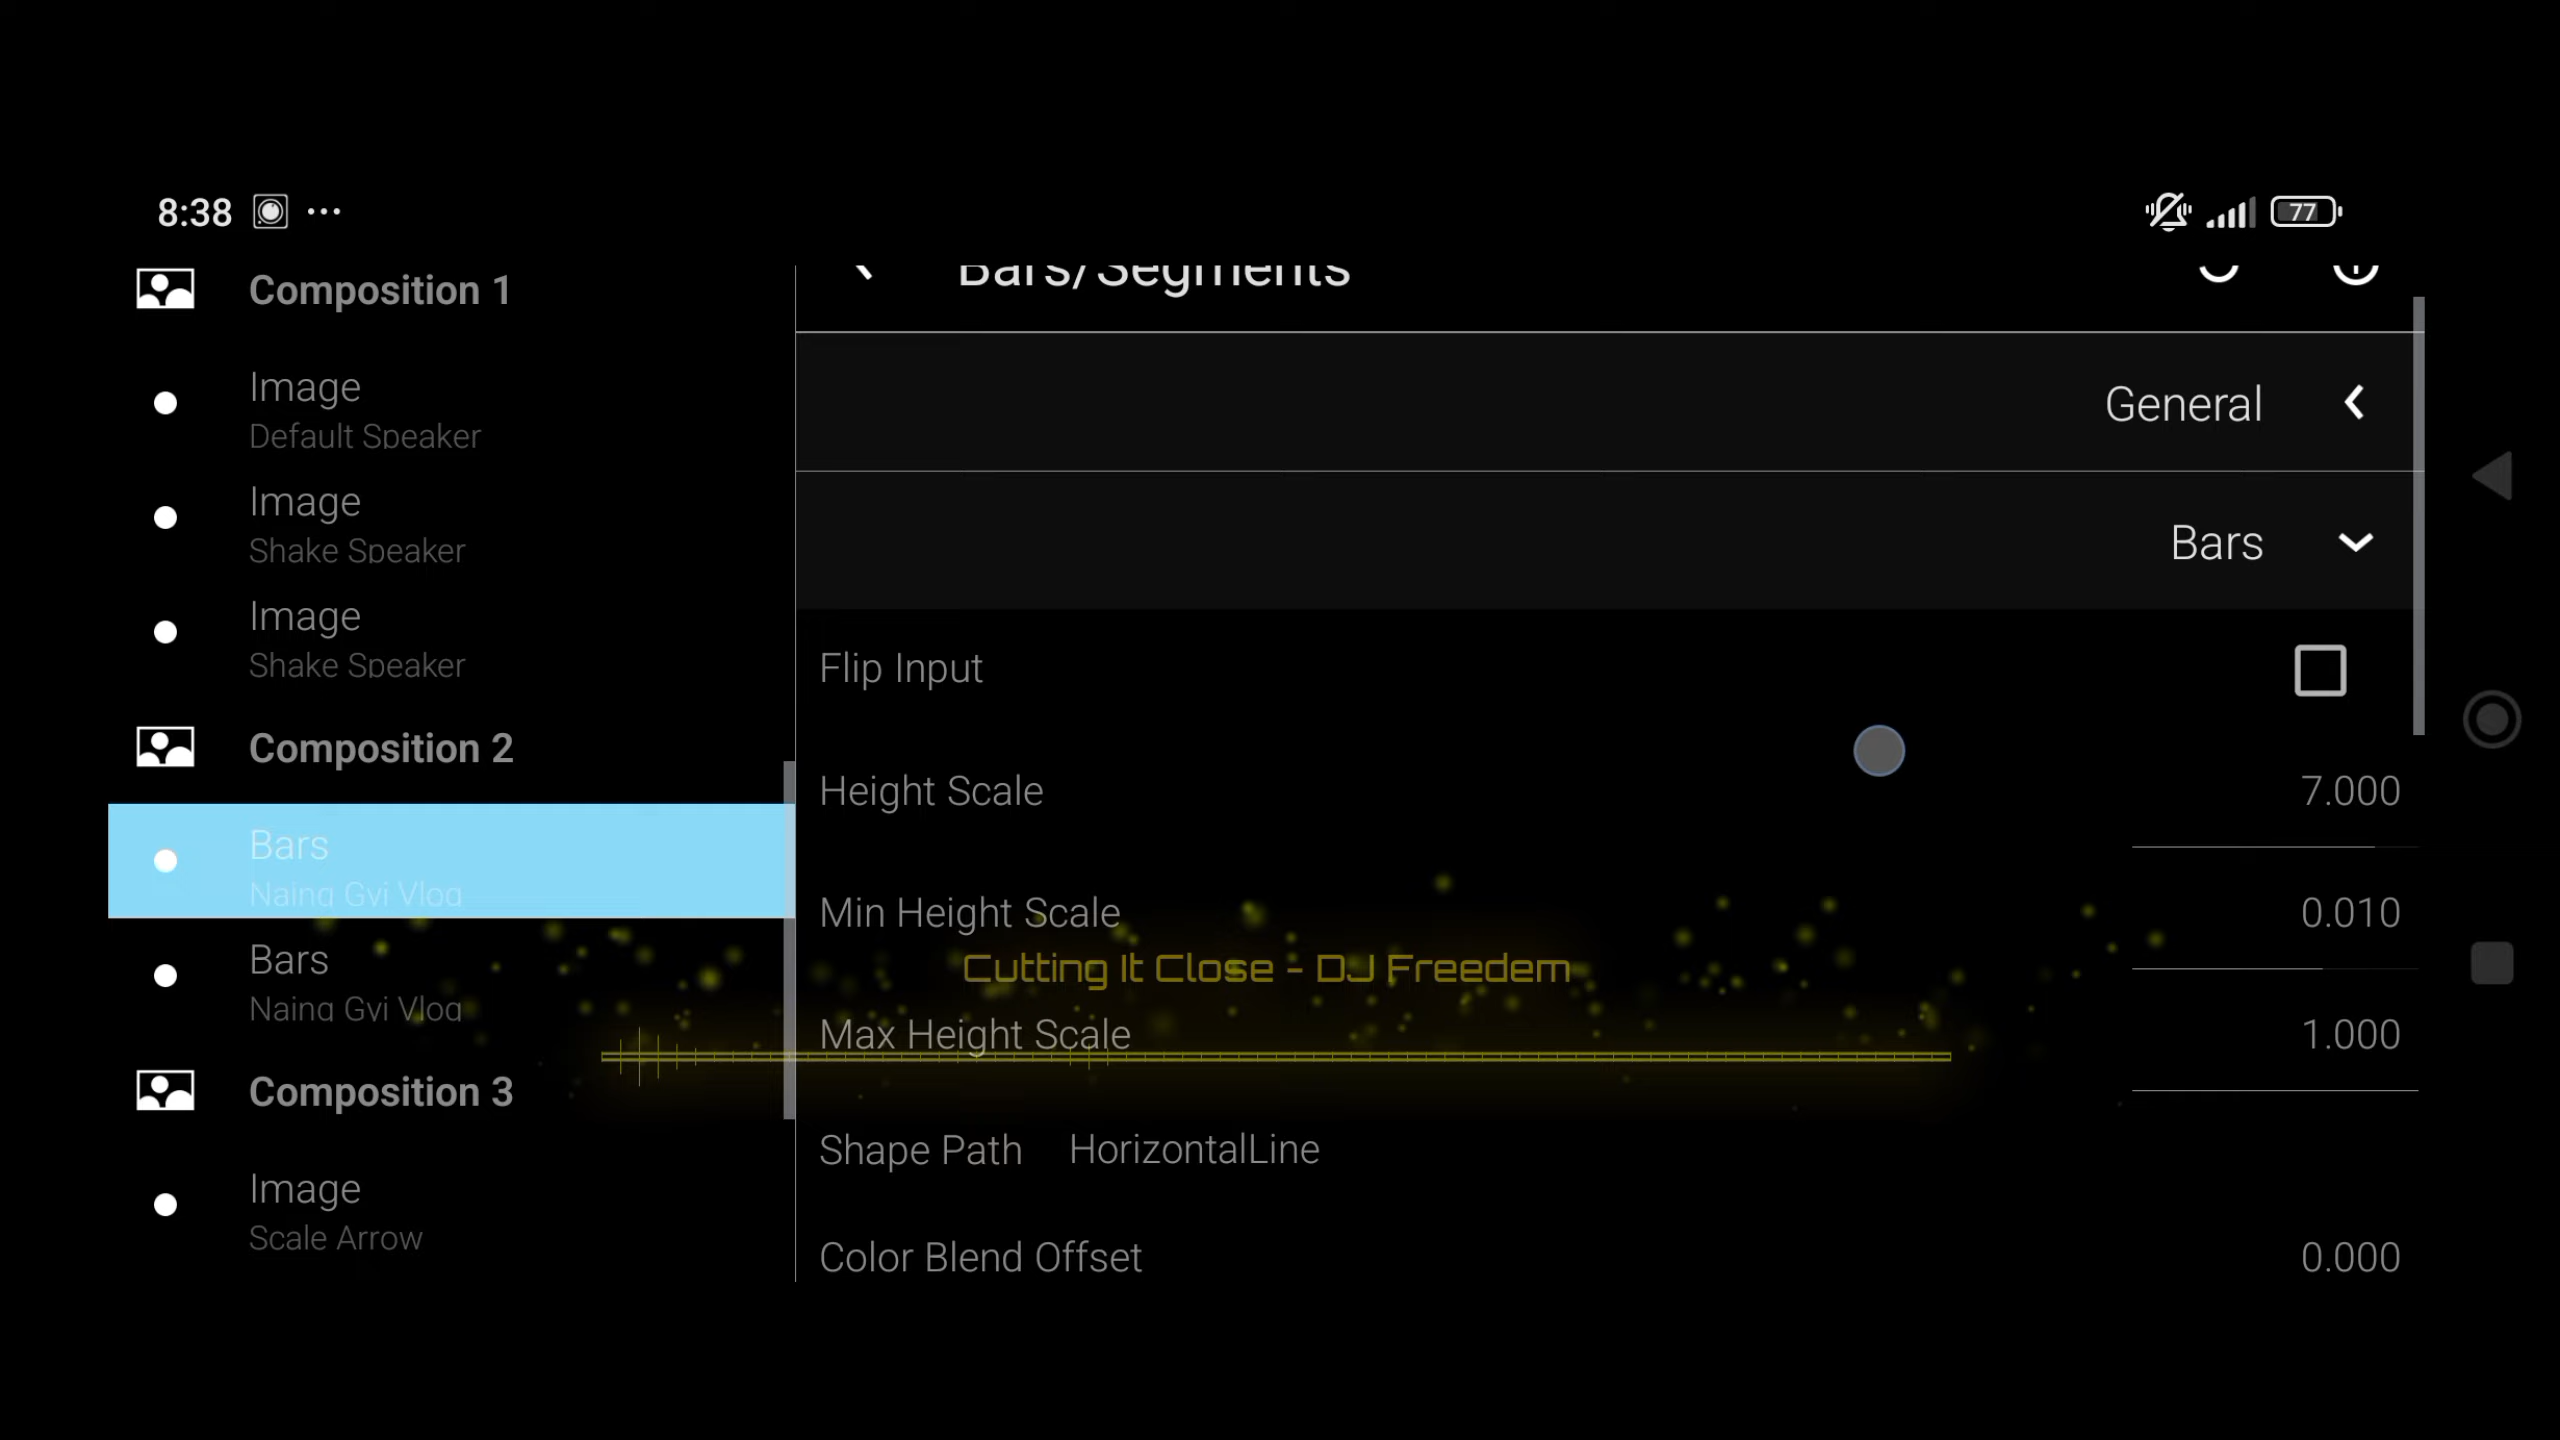 8:38
77
Composition 1
Image
Default Speaker
Image
Shake Speaker
Image
Shake Speaker
Composition 2
Bars
Naing Gyi Vlog
Bars
Naing Gyi Vlog
Composition 3
Image
Scale Arrow
Bars/Segments
General
Bars
Flip Input
Height Scale 7.000
Min Height Scale 0.010
Cutting It Close - DJ Freedem
Max Height Scale 1.000
Shape Path HorizontalLine
Color Blend Offset 0.000